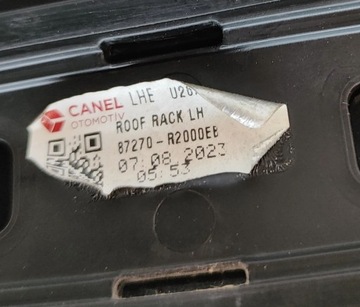 CANEL
OTOMOTIV
LHE
ROOF RACK LH
87270-R2000EB
07.08.2023
05:53